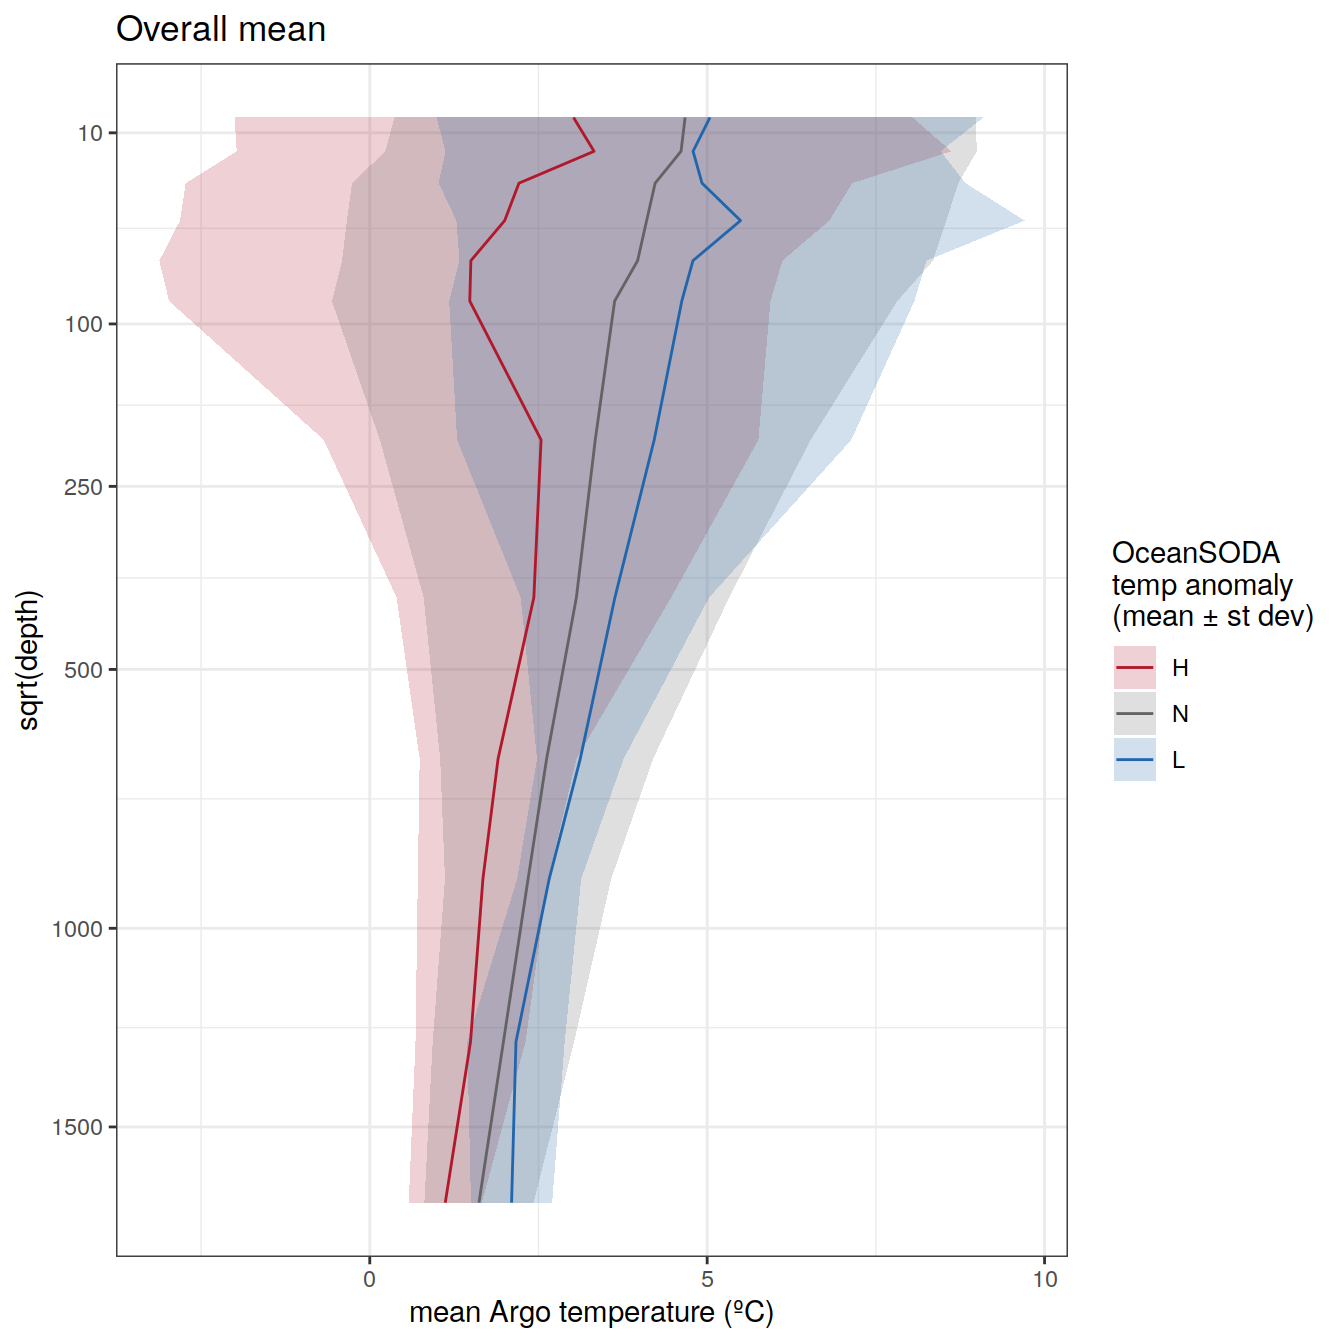 Overall mean
10
100
250
500
1000
1500
sqrt(depth)
0
5
10
mean Argo temperature (ºC)
OceanSODA
temp anomaly
(mean ± st dev)
H
N
L